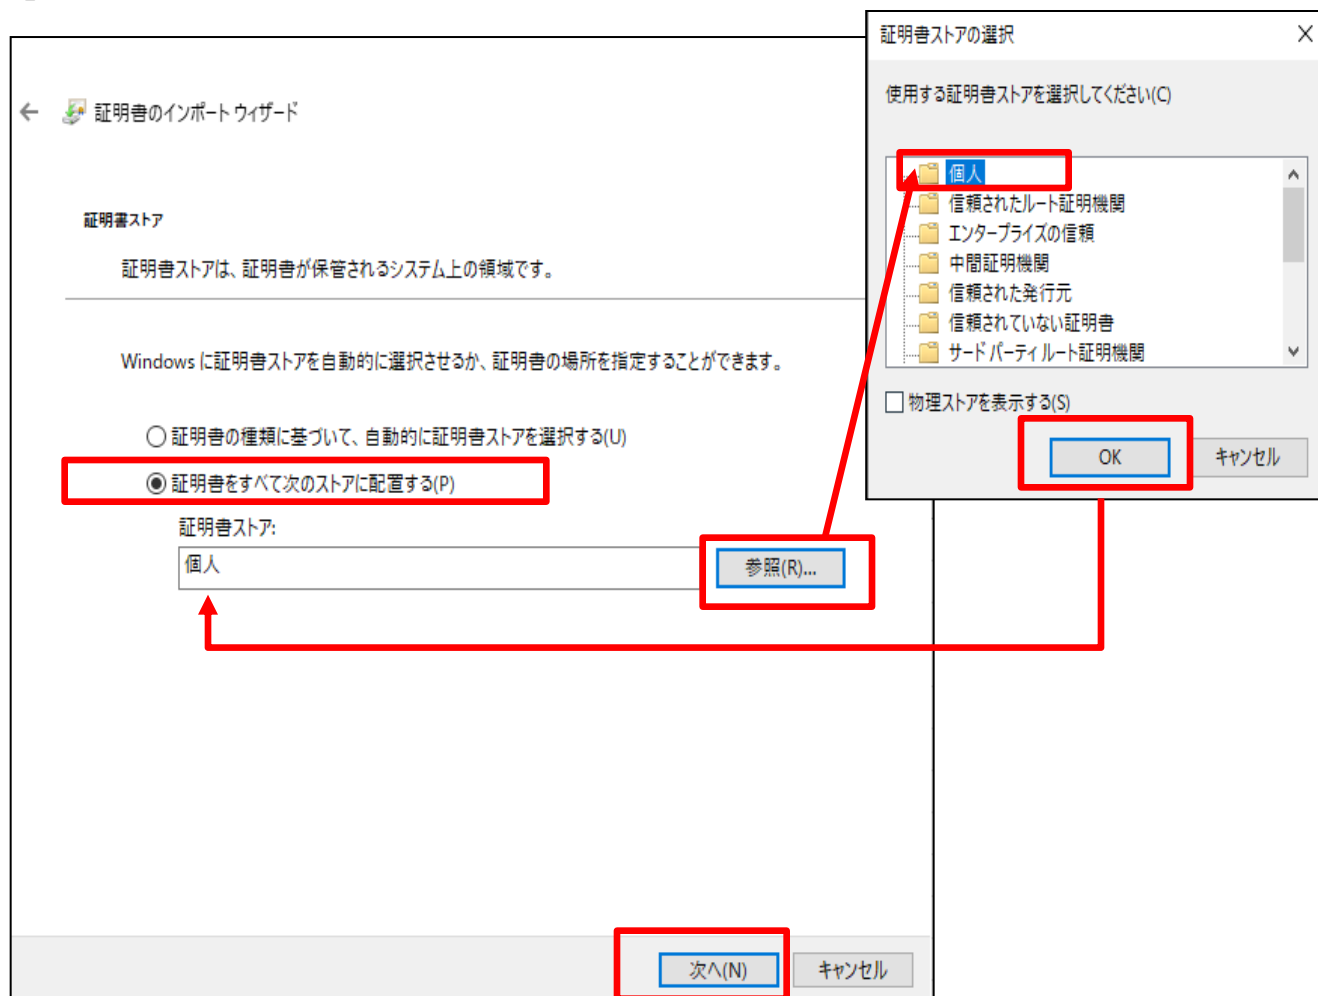 証明書のインポート ウィザード
証明書ストア
証明書ストアは、証明書が保管されるシステム上の領域です。
Windows に証明書ストアを自動的に選択させるか、証明書の場所を指定することができます。
証明書の種類に基づいて、自動的に証明書ストアを選択する(U)
証明書をすべて次のストアに配置する(P)
証明書ストア:
個人
参照(R)...
次へ(N)
キャンセル
証明書ストアの選択
使用する証明書ストアを選択してください(C)
個人
信頼されたルート証明機関
エンタープライズの信頼
中間証明機関
信頼された発行元
信頼されていない証明書
サード パーティ ルート証明機関
物理ストアを表示する(S)
OK
キャンセル